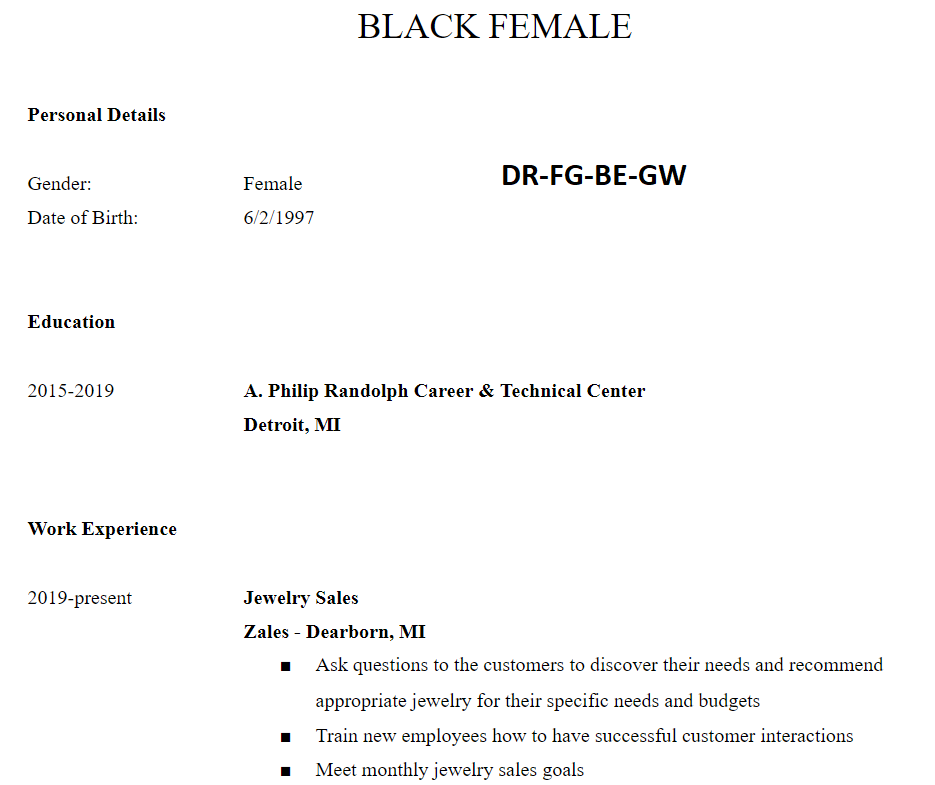 BLACK FEMALE
Personal Details
DR-FG-BE-GW
Gender: Female
Date of Birth: 6/2/1997
Education
2015-2019 A. Philip Randolph Career & Technical Center
Detroit, MI
Work Experience
2019-present Jewelry Sales
Zales - Dearborn, MI
■ Ask questions to the customers to discover their needs and recommend
appropriate jewelry for their specific needs and budgets
■ Train new employees how to have successful customer interactions
■ Meet monthly jewelry sales goals